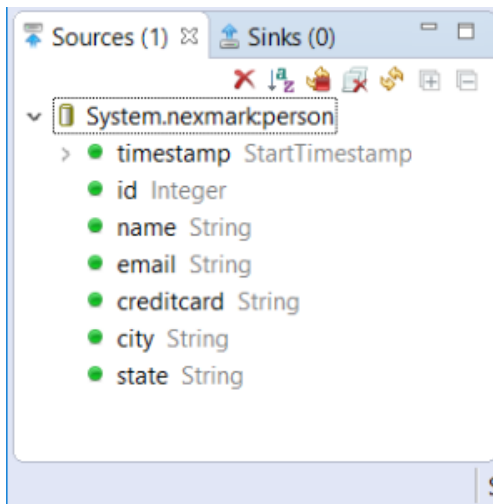 Sources (1) Sinks (0)
System.nexmark:person
timestamp StartTimestamp
id Integer
name String
email String
creditcard String
city String
state String